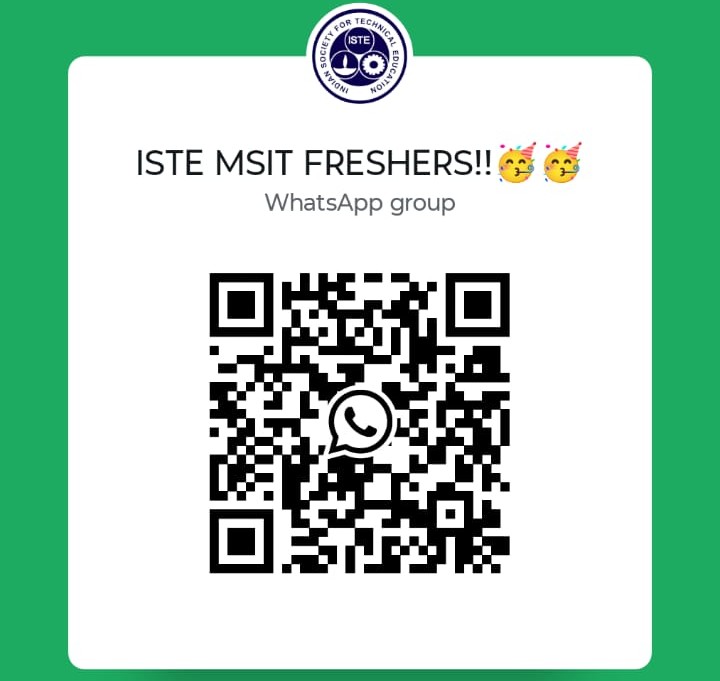 INDIAN SOCIETY FOR TECHNICAL EDUCATION
ISTE
ISTE MSIT FRESHERS!!🥳🥳
WhatsApp group